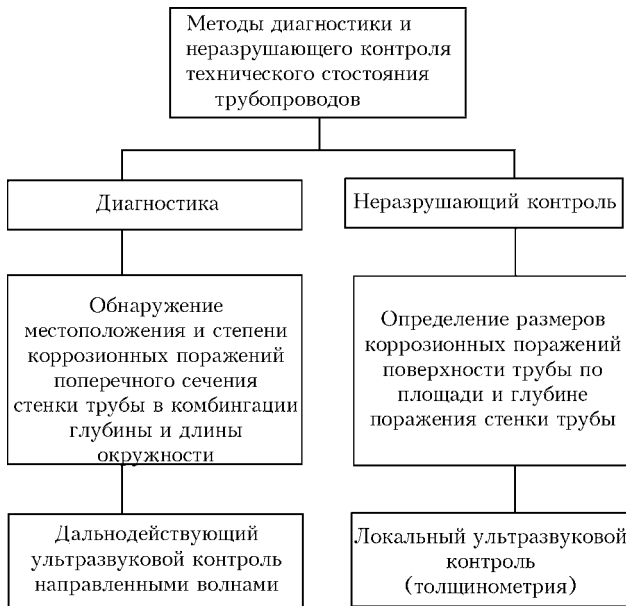 Методы диагностики и
неразрушающего контроля
технического стостояния
трубопроводов
Диагностика
Неразрушающий контроль
Обнаружение
местоположения и степени
коррозионных поражений
поперечного сечения
стенки трубы в комбингации
глубины и длины
окружности
Определение размеров
коррозионных поражений
поверхности трубы по
площади и глубине
поражения стенки трубы
Дальнодействующий
ультразвуковой контроль
направленными волнами
Локальный ультразвуковой
контроль
(толщинометрия)